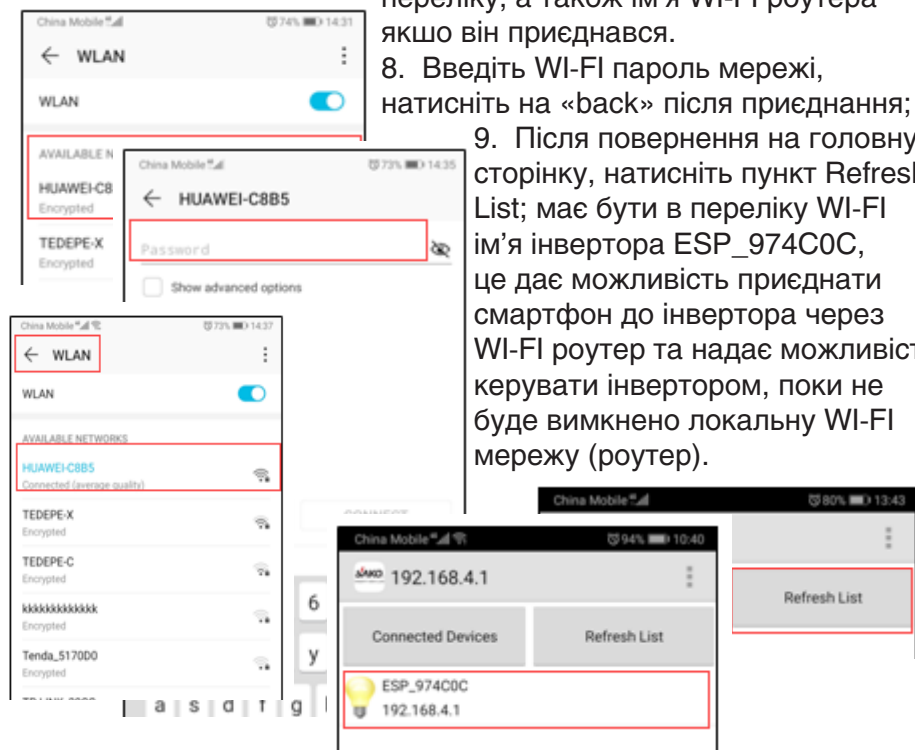 переліку, а також ім'я WI-FI роутера
якшо він приєднався.
8. Введіть WI-FI пароль мережі,
натисніть на «back» після приєднання;
9. Після повернення на головну
сторінку, натисніть пункт Refresh
List; має бути в переліку WI-FI
ім'я інвертора ESP_974C0C,
це дає можливість приєднати
смартфон до інвертора через
WI-FI роутер та надає можливіст
керувати інвертором, поки не
буде вимкнено локальну WI-FI
мережу (роутер).
China Mobile 74% 14:31
← WLAN
WLAN
AVAILABLE N
HUAWEI-C8
Encrypted
TEDEPE-X
Encrypted
China Mobile 73% 14:35
← HUAWEI-C8B5
Password
Show advanced options
CONNECT
6
y
a s d f g
China Mobile 73% 14:37
← WLAN
WLAN
AVAILABLE NETWORKS
HUAWEI-C8B5
Connected (average quality)
TEDEPE-X
Encrypted
TEDEPE-C
Encrypted
kkkkkkkkkkkkk
Encrypted
Tenda_5170D0
Encrypted
China Mobile 80% 13:43
Refresh List
China Mobile 94% 10:40
SAKO 192.168.4.1
Connected Devices Refresh List
ESP_974C0C
192.168.4.1